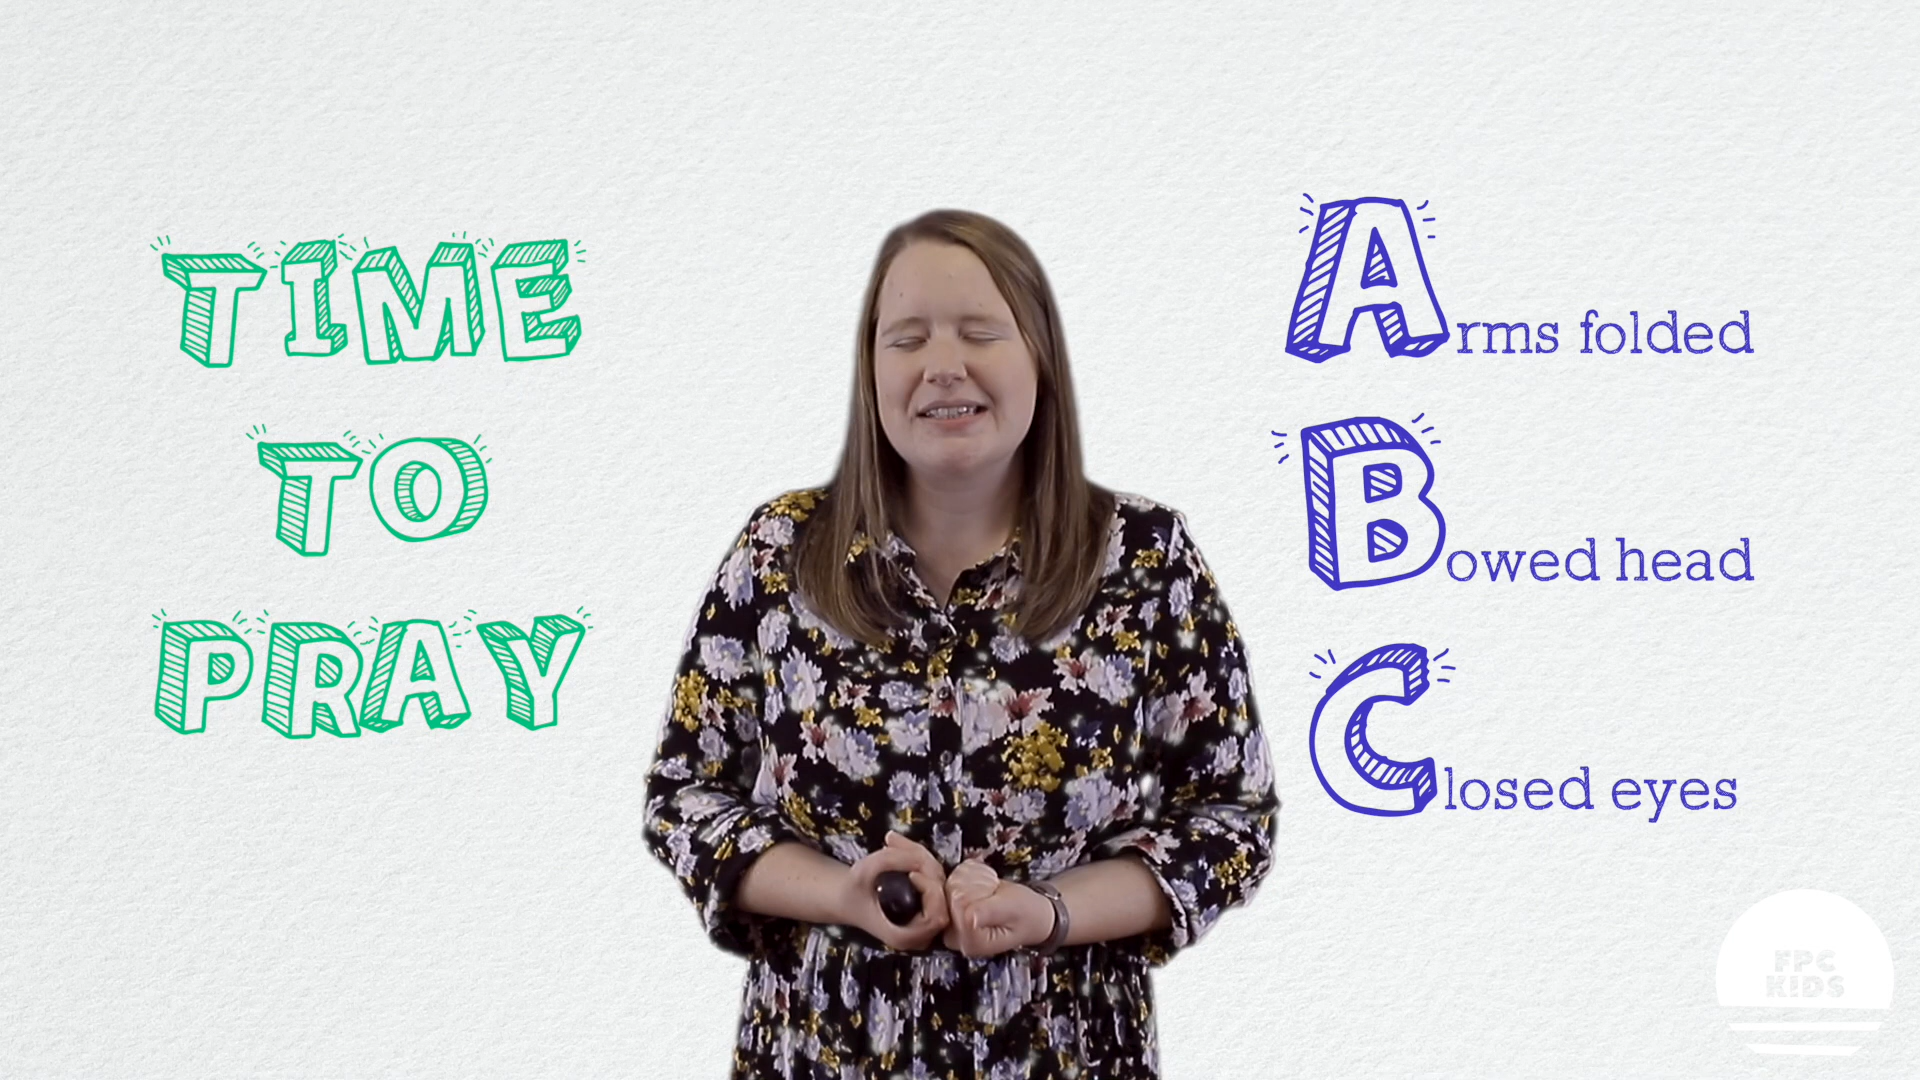 TIME
TO
PRAY
Arms folded
Bowed head
Closed eyes
FPC
KIDS